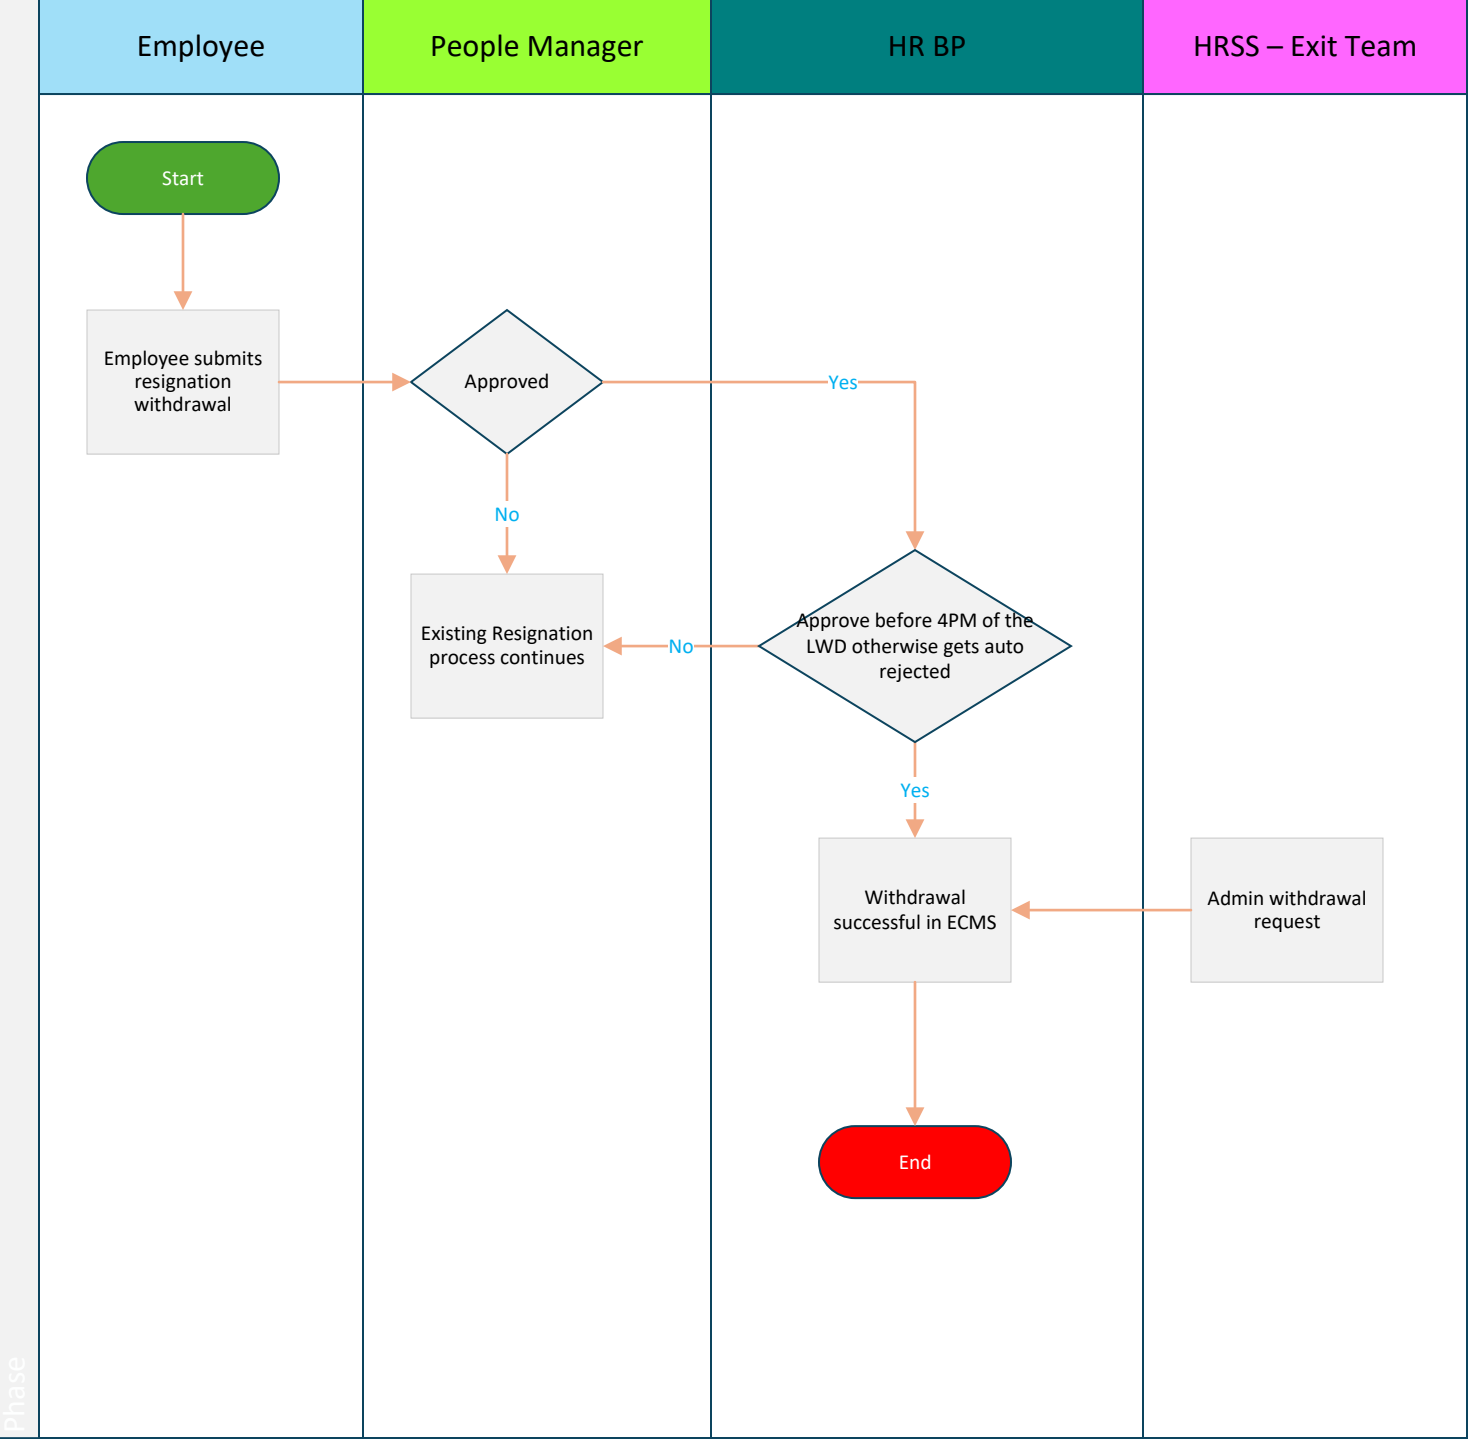 Employee
People Manager
HR BP
HRSS – Exit Team
Start
Employee submits
resignation
withdrawal
Approved
Yes
No
Existing Resignation
process continues
No
Approve before 4PM of the
LWD otherwise gets auto
rejected
Yes
Withdrawal
successful in ECMS
Admin withdrawal
request
End
Phase